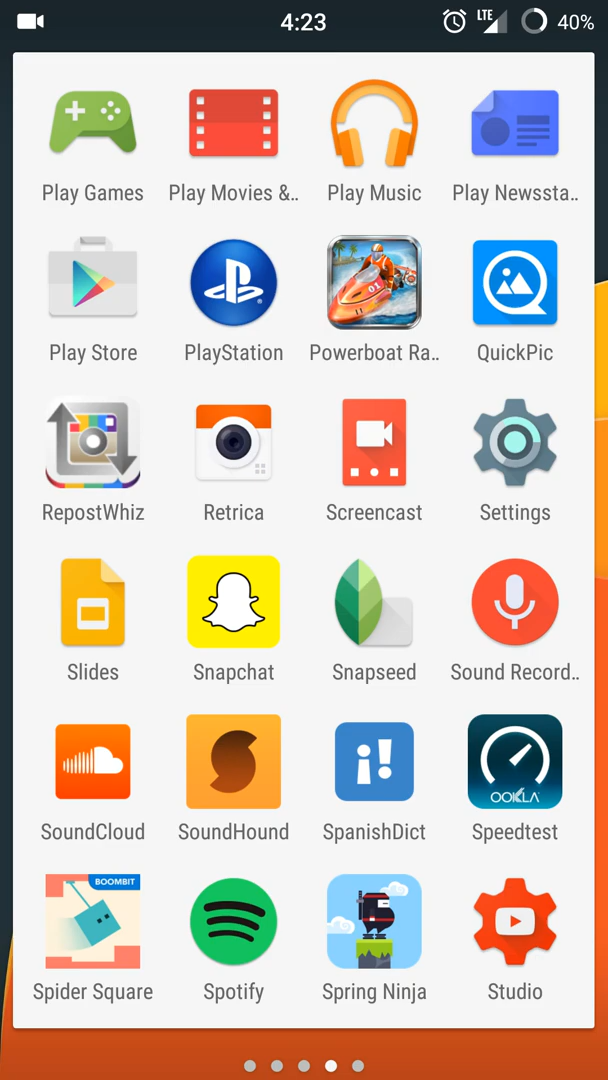 4:23
LTE
40%
Play Games
Play Movies &..
Play Music
Play Newssta..
Play Store
PlayStation
Powerboat Ra..
QuickPic
01
RepostWhiz
Retrica
Screencast
Settings
Slides
Snapchat
Snapseed
Sound Record..
OOKLA
SoundCloud
SoundHound
SpanishDict
Speedtest
BOOMBIT
Spider Square
Spotify
Spring Ninja
Studio